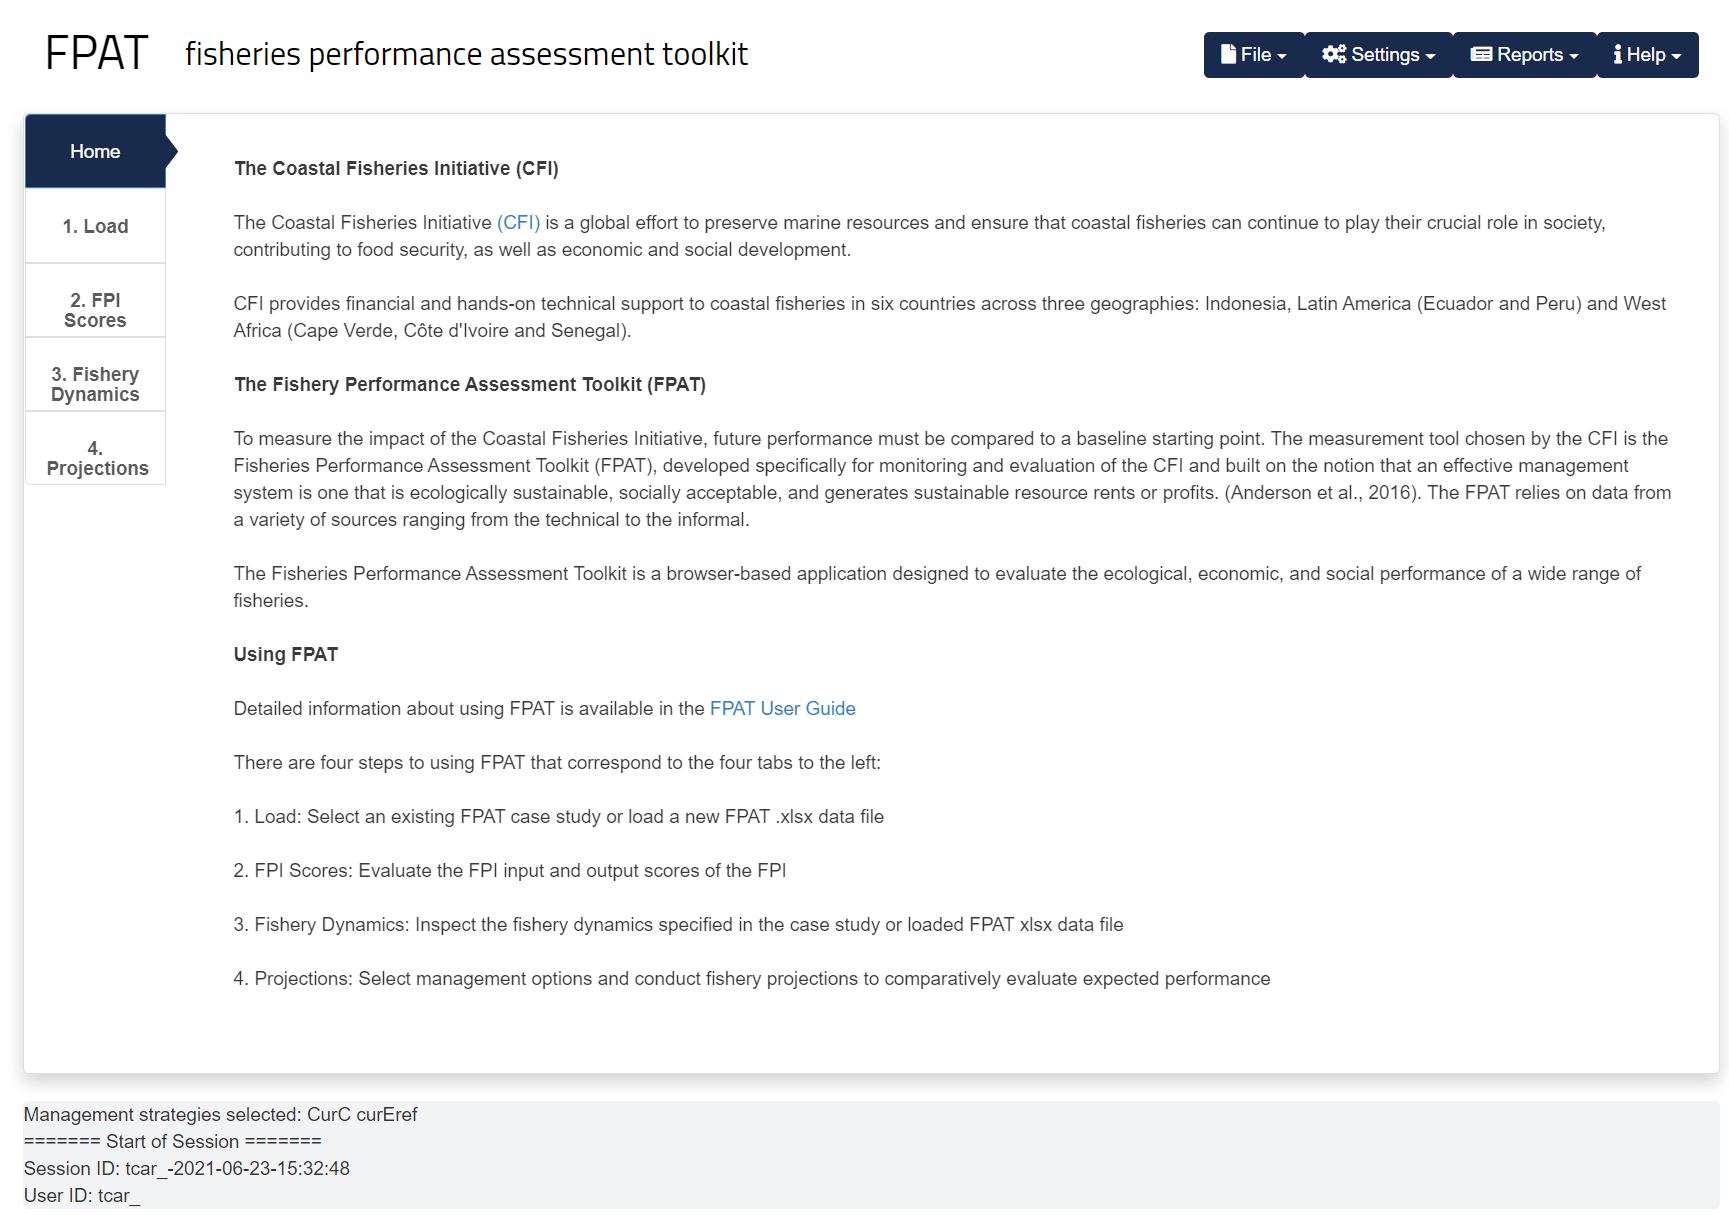 FPAT fisheries performance assessment toolkit
File Settings Reports Help
Home
1. Load
2. FPI
Scores
3. Fishery
Dynamics
4.
Projections
The Coastal Fisheries Initiative (CFI)
The Coastal Fisheries Initiative (CFI) is a global effort to preserve marine resources and ensure that coastal fisheries can continue to play their crucial role in society,
contributing to food security, as well as economic and social development.
CFI provides financial and hands-on technical support to coastal fisheries in six countries across three geographies: Indonesia, Latin America (Ecuador and Peru) and West
Africa (Cape Verde, Côte d'Ivoire and Senegal).
The Fishery Performance Assessment Toolkit (FPAT)
To measure the impact of the Coastal Fisheries Initiative, future performance must be compared to a baseline starting point. The measurement tool chosen by the CFI is the
Fisheries Performance Assessment Toolkit (FPAT), developed specifically for monitoring and evaluation of the CFI and built on the notion that an effective management
system is one that is ecologically sustainable, socially acceptable, and generates sustainable resource rents or profits. (Anderson et al., 2016). The FPAT relies on data from
a variety of sources ranging from the technical to the informal.
The Fisheries Performance Assessment Toolkit is a browser-based application designed to evaluate the ecological, economic, and social performance of a wide range of
fisheries.
Using FPAT
Detailed information about using FPAT is available in the FPAT User Guide
There are four steps to using FPAT that correspond to the four tabs to the left:
1. Load: Select an existing FPAT case study or load a new FPAT .xlsx data file
2. FPI Scores: Evaluate the FPI input and output scores of the FPI
3. Fishery Dynamics: Inspect the fishery dynamics specified in the case study or loaded FPAT xlsx data file
4. Projections: Select management options and conduct fishery projections to comparatively evaluate expected performance
Management strategies selected: CurC curEref
======= Start of Session =======
Session ID: tcar_-2021-06-23-15:32:48
User ID: tcar_